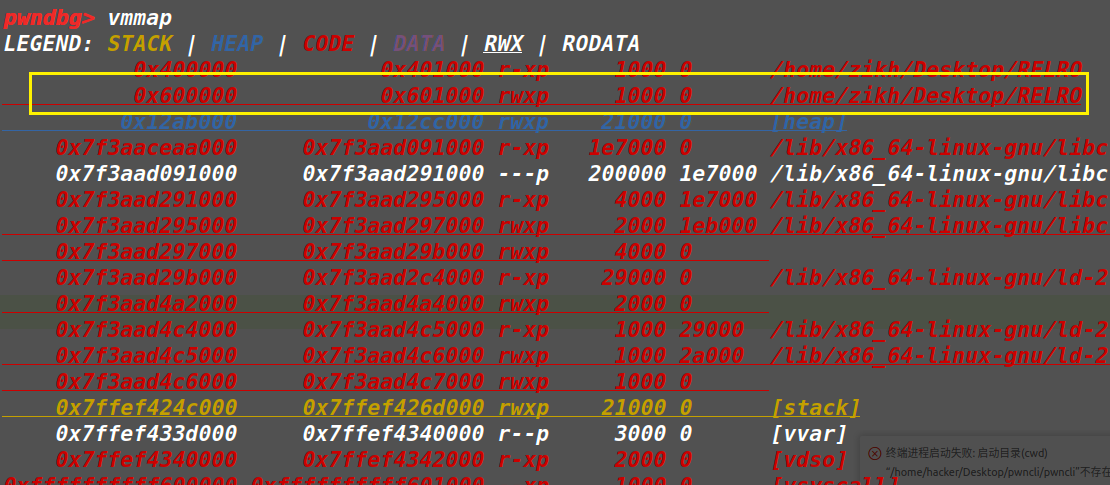 pwndbg> vmmap
LEGEND: STACK | HEAP | CODE | DATA | RWX | RODATA
0x400000 0x401000 r-xp 1000 0 /home/zikh/Desktop/RELRO
0x600000 0x601000 rwxp 1000 0 /home/zikh/Desktop/RELRO
0x12ab000 0x12cc000 rwxp 21000 0 [heap]
0x7f3aaceaa000 0x7f3aad091000 r-xp 1e7000 0 /lib/x86_64-linux-gnu/libc
0x7f3aad091000 0x7f3aad291000 ---p 200000 1e7000 /lib/x86_64-linux-gnu/libc
0x7f3aad291000 0x7f3aad295000 r-xp 4000 1e7000 /lib/x86_64-linux-gnu/libc
0x7f3aad295000 0x7f3aad297000 rwxp 2000 1eb000 /lib/x86_64-linux-gnu/libc
0x7f3aad297000 0x7f3aad29b000 rwxp 4000 0
0x7f3aad29b000 0x7f3aad2c4000 r-xp 29000 0 /lib/x86_64-linux-gnu/ld-2
0x7f3aad4a2000 0x7f3aad4a4000 rwxp 2000 0
0x7f3aad4c4000 0x7f3aad4c5000 r-xp 1000 29000 /lib/x86_64-linux-gnu/ld-2
0x7f3aad4c5000 0x7f3aad4c6000 rwxp 1000 2a000 /lib/x86_64-linux-gnu/ld-2
0x7f3aad4c6000 0x7f3aad4c7000 rwxp 1000 0
0x7ffef424c000 0x7ffef426d000 rwxp 21000 0 [stack]
0x7ffef433d000 0x7ffef4340000 r--p 3000 0 [vvar]
0x7ffef4340000 0x7ffef4342000 r-xp 2000 0 [vdso]
0xffffffffff600000 0xffffffffff601000 --xp 1000 0 [vsyscall]
终端进程启动失败: 启动目录(cwd)
"/home/hacker/Desktop/pwncli/pwncli"不存在